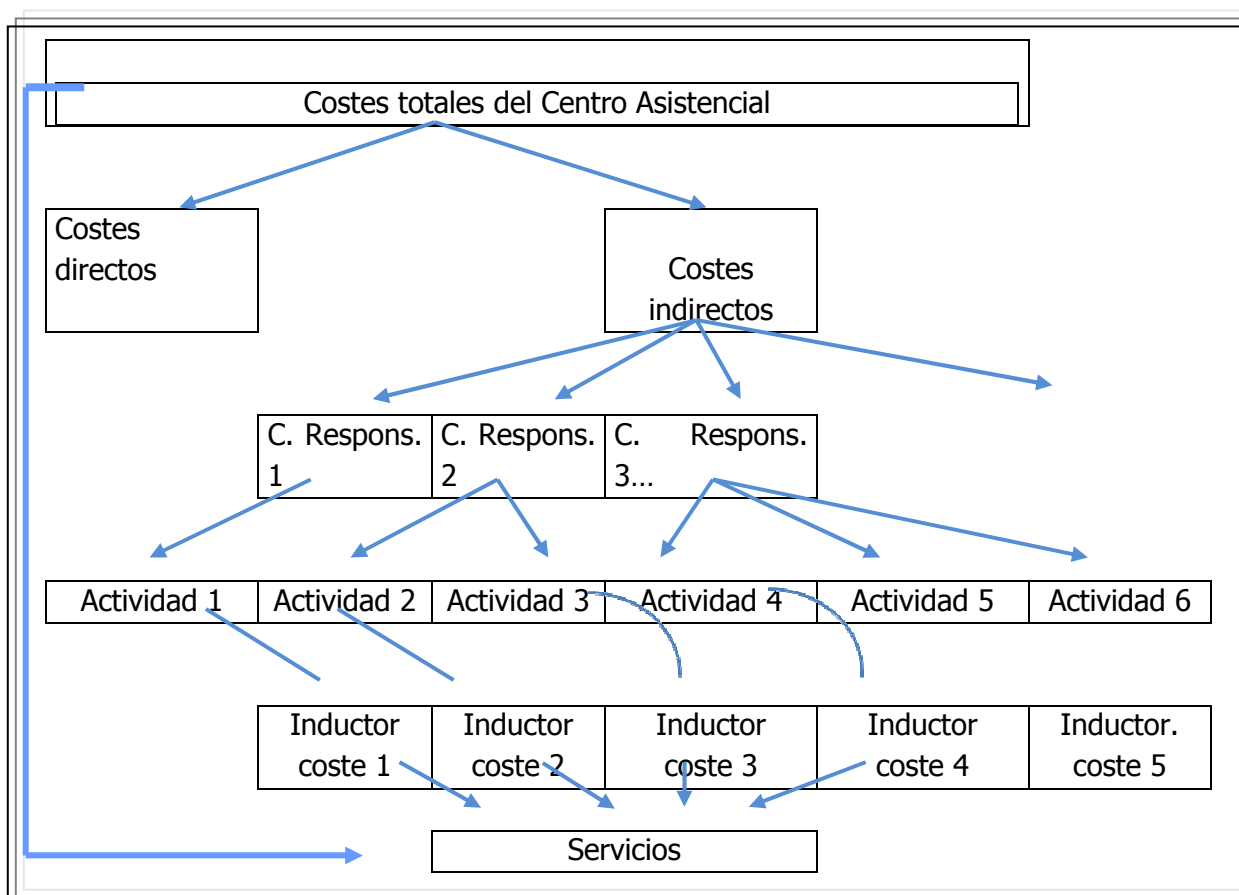 Costes totales del Centro Asistencial
Costes
directos
Costes
indirectos
C. Respons.
1
C. Respons.
2
C. Respons.
3...
Actividad 1
Actividad 2
Actividad 3
Actividad 4
Actividad 5
Actividad 6
Inductor
coste 1
Inductor
coste 2
Inductor
coste 3
Inductor
coste 4
Inductor.
coste 5
Servicios